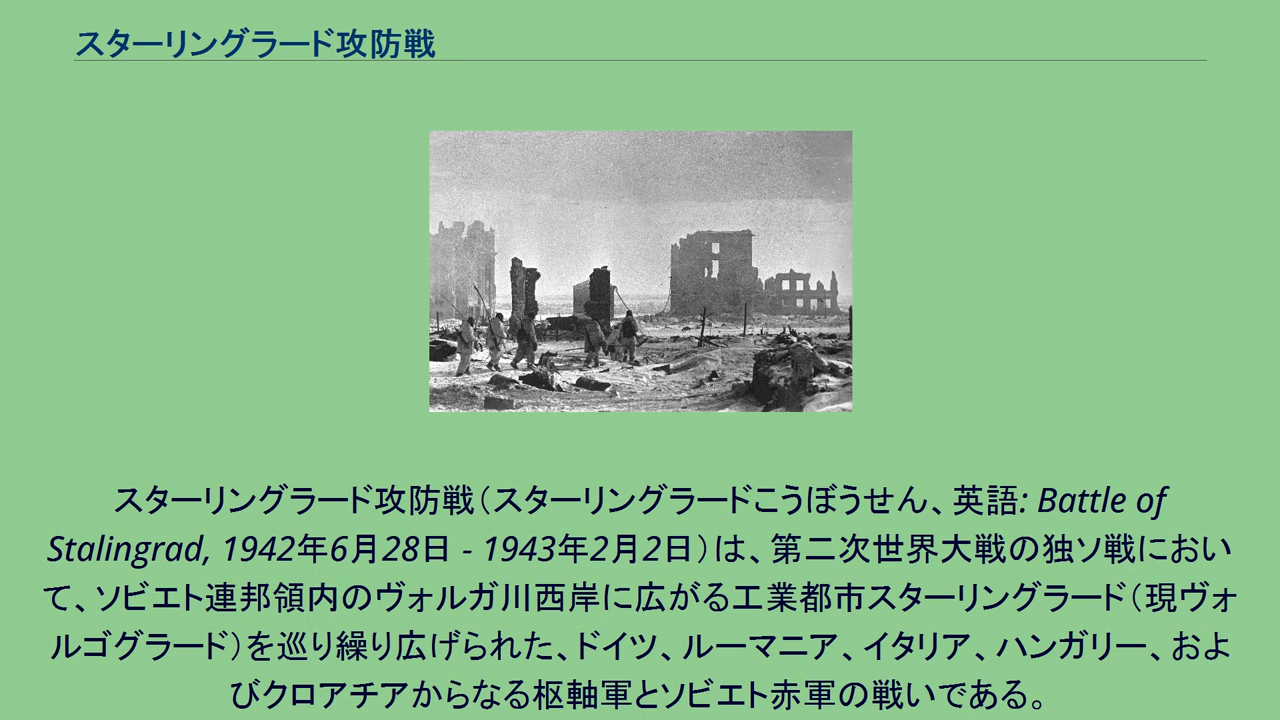 スターリングラード攻防戦
スターリングラード攻防戦（スターリングラードこうぼうせん、英語: Battle of
Stalingrad, 1942年6月28日 - 1943年2月2日）は、第二次世界大戦の独ソ戦におい
て、ソビエト連邦領内のヴォルガ川西岸に広がる工業都市スターリングラード（現ヴォ
ルゴグラード）を巡り繰り広げられた、ドイツ、ルーマニア、イタリア、ハンガリー、およ
びクロアチアからなる枢軸軍とソビエト赤軍の戦いである。